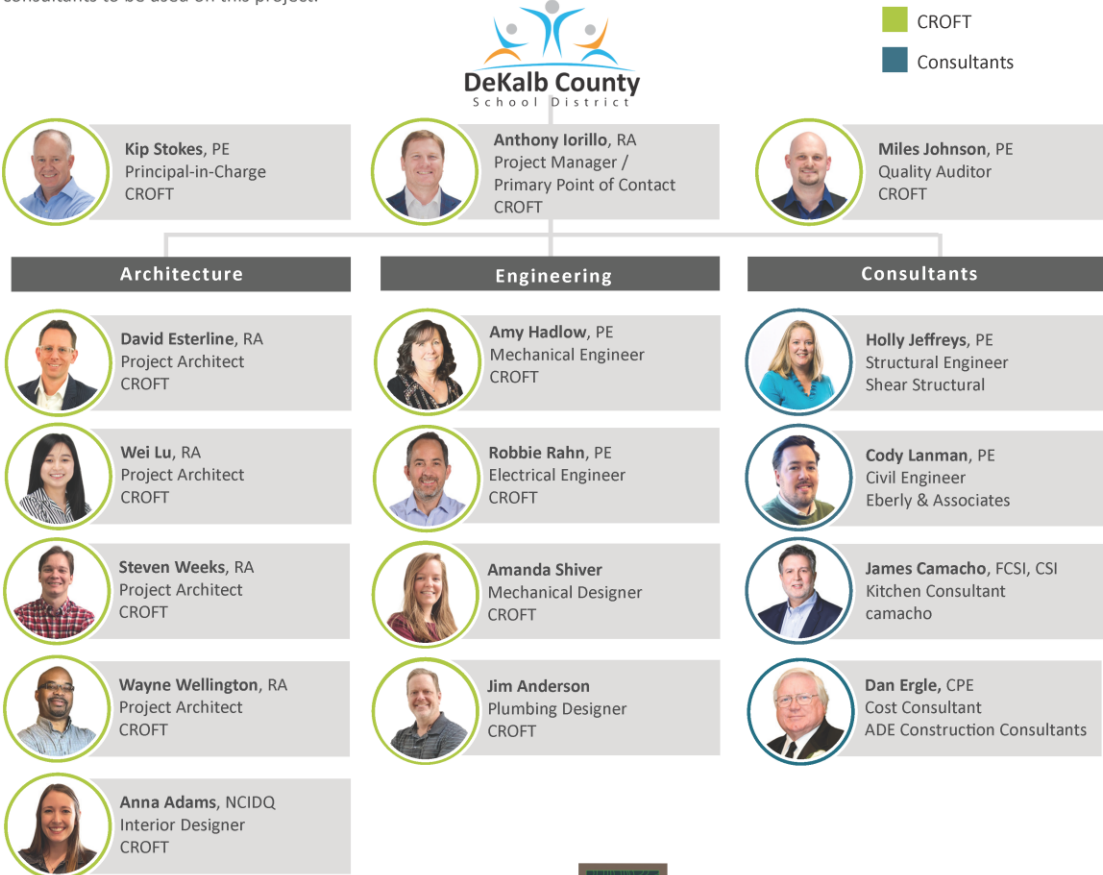 consultants to be used on this project.
CROFT
Consultants
DeKalb County
School District
Kip Stokes, PE
Principal-in-Charge
CROFT
Anthony Iorillo, RA
Project Manager /
Primary Point of Contact
CROFT
Miles Johnson, PE
Quality Auditor
CROFT
Architecture
David Esterline, RA
Project Architect
CROFT
Wei Lu, RA
Project Architect
CROFT
Steven Weeks, RA
Project Architect
CROFT
Wayne Wellington, RA
Project Architect
CROFT
Anna Adams, NCIDQ
Interior Designer
CROFT
Engineering
Amy Hadlow, PE
Mechanical Engineer
CROFT
Robbie Rahn, PE
Electrical Engineer
CROFT
Amanda Shiver
Mechanical Designer
CROFT
Jim Anderson
Plumbing Designer
CROFT
Consultants
Holly Jeffreys, PE
Structural Engineer
Shear Structural
Cody Lanman, PE
Civil Engineer
Eberly & Associates
James Camacho, FCSI, CSI
Kitchen Consultant
camacho
Dan Ergle, CPE
Cost Consultant
ADE Construction Consultants